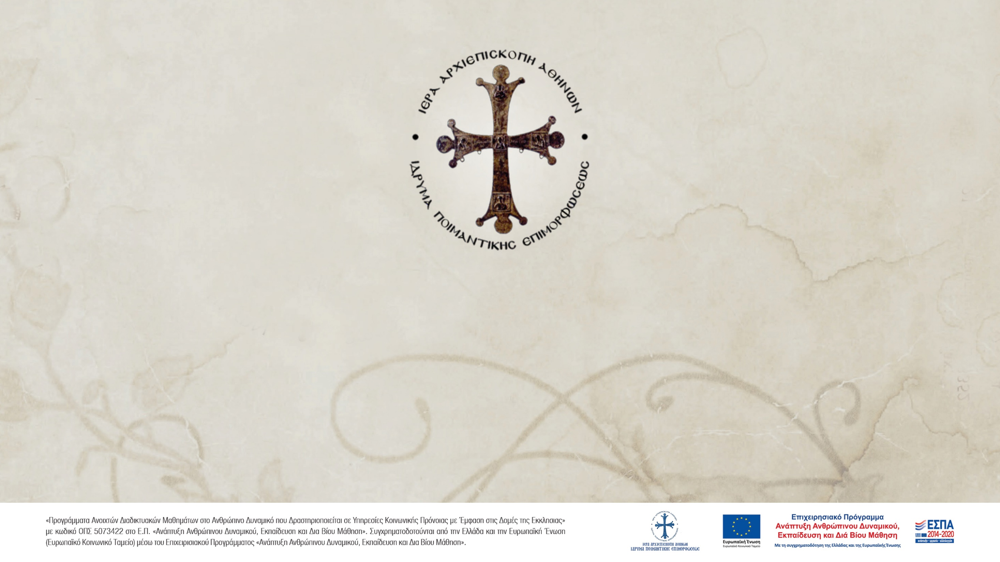 ΙΕΡΑ ΑΡΧΙΕΠΙΣΚΟΠΗ ΑΘΗΝΩΝ
ΙΔΡΥΜΑ ΠΟΙΜΑΝΤΙΚΗΣ ΕΠΙΜΟΡΦΩΣΕΩΣ
«Προγράμματα Ανοιχτών Διαδικτυακών Μαθημάτων στο Ανθρώπινο Δυναμικό που Δραστηριοποιείται σε Υπηρεσίες Κοινωνικής Πρόνοιας με Έμφαση στις Δομές της Εκκλησιας»
με κωδικό ΟΠΣ 5073422 στο Ε.Π. «Ανάπτυξη Ανθρώπινου Δυναμικού, Εκπαίδευση και Δια Βίου Μάθηση». Συγχρηματοδοτούνται από την Ελλάδα και την Ευρωπαϊκή Ένωση
(Ευρωπαϊκό Κοινωνικό Ταμείο) μέσω του Επιχειρισιακού Προγράμματος «Ανάπτυξη Ανθρώπινου Δυναμικού, Εκπαίδευση και Δια Βίου Μάθηση».
ΙΕΡΑ ΑΡΧΙΕΠΙΣΚΟΠΗ ΑΘΗΝΩΝ
ΙΔΡΥΜΑ ΠΟΙΜΑΝΤΙΚΗΣ ΕΠΙΜΟΡΦΩΣΕΩΣ
Ευρωπαϊκή Ένωση
Ευρωπαϊκό Κοινωνικό Ταμείο
Επιχειρησιακό Πρόγραμμα
Ανάπτυξη Ανθρώπινου Δυναμικού,
Εκπαίδευση και Διά Βίου Μάθηση
Με τη συγχρηματοδότηση της Ελλάδας και της Ευρωπαϊκής Ένωσης
ΕΣΠΑ
2014-2020
ανάπτυξη - εργασία - αλληλεγγύη